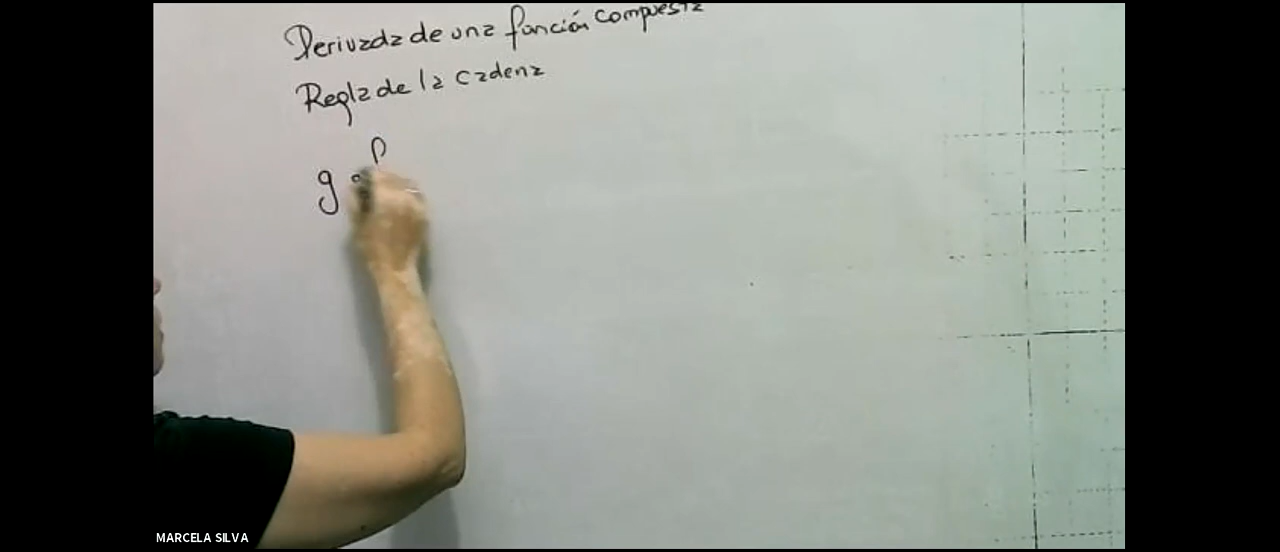 Derivada de una función compuesta
Regla de la cadena
g∘f
MARCELA SILVA